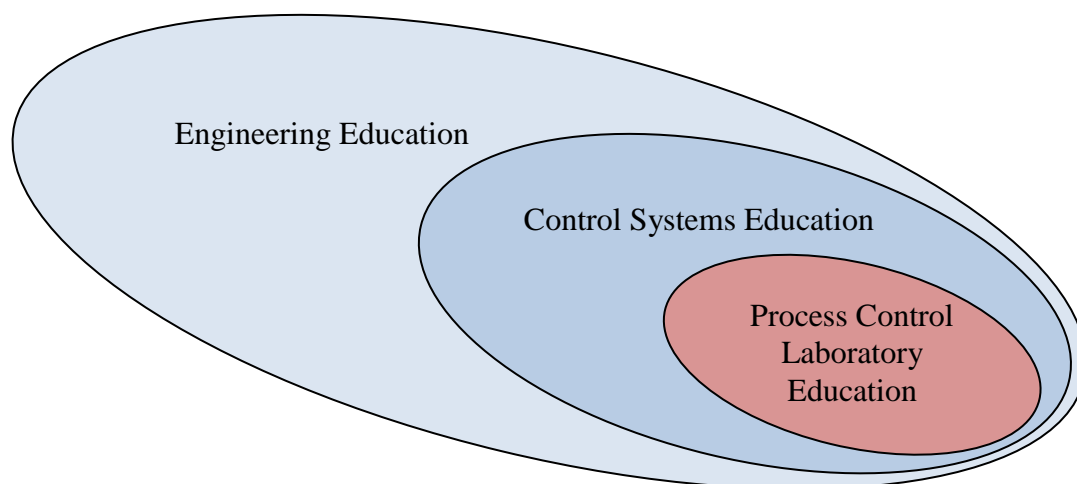 Engineering Education
Control Systems Education
Process Control
Laboratory
Education